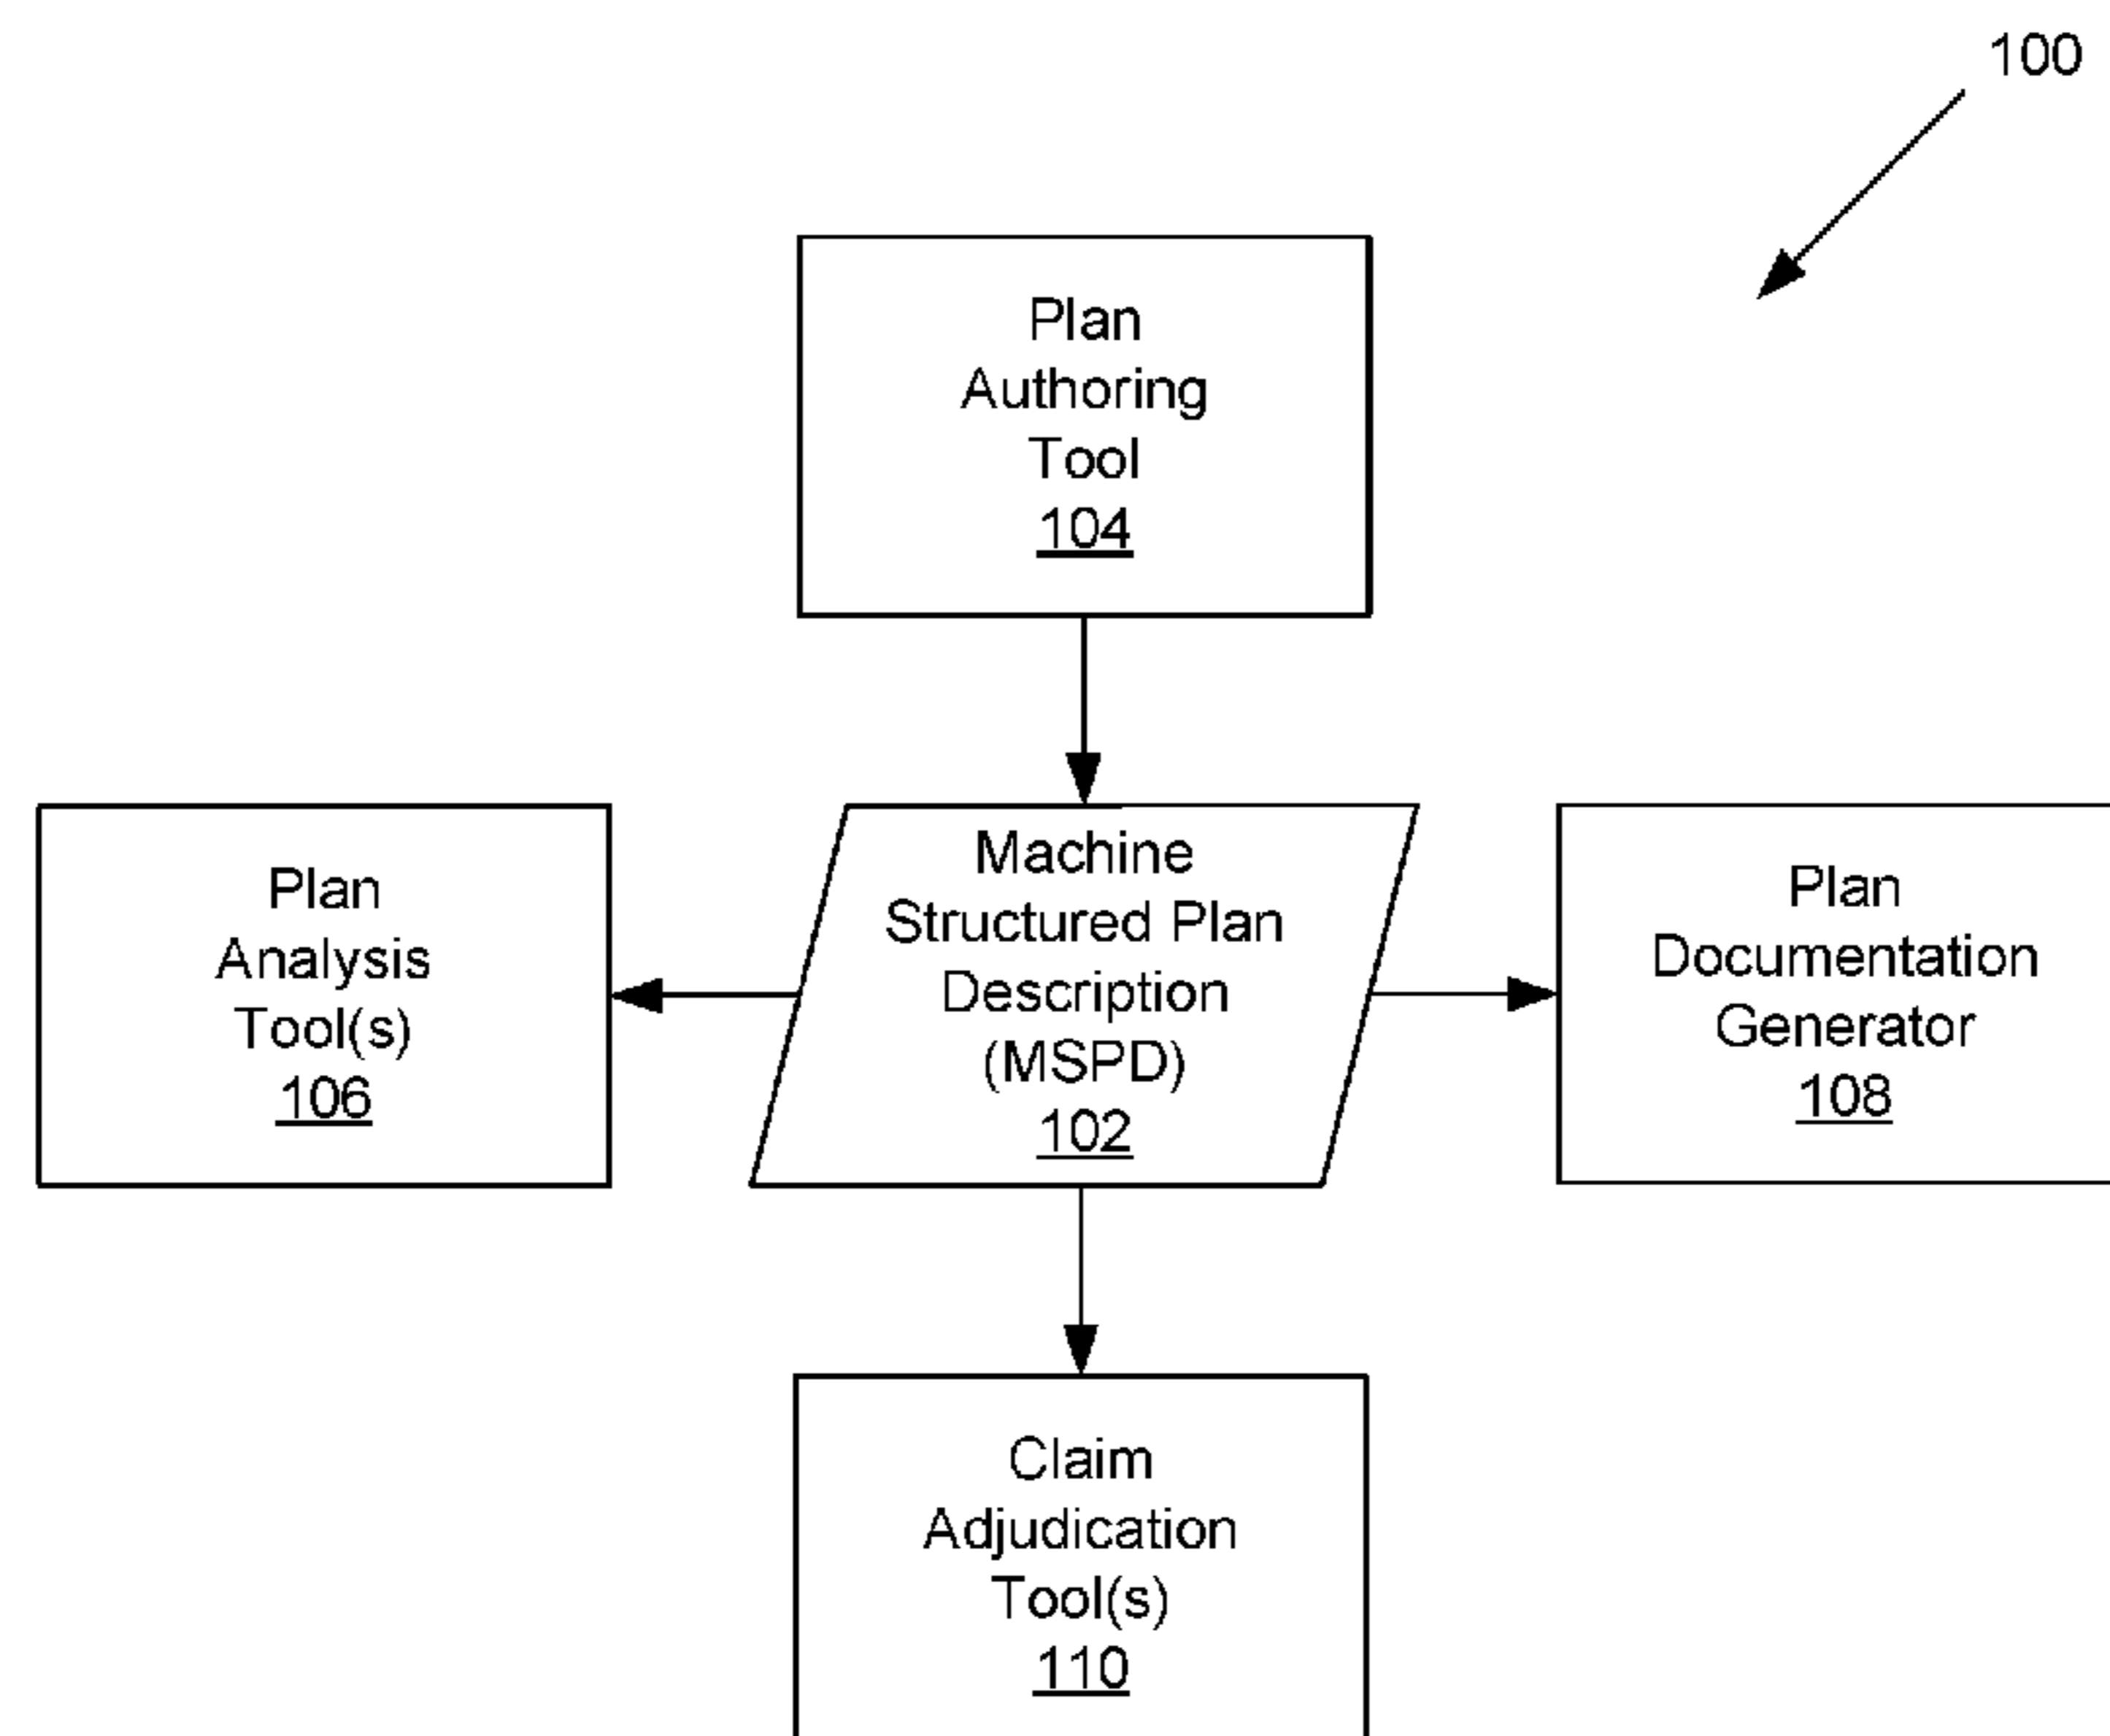 100
Plan
Authoring
Tool
104
Plan
Analysis
Tool(s)
106
Machine
Structured Plan
Description
(MSPD)
102
Plan
Documentation
Generator
108
Claim
Adjudication
Tool(s)
110